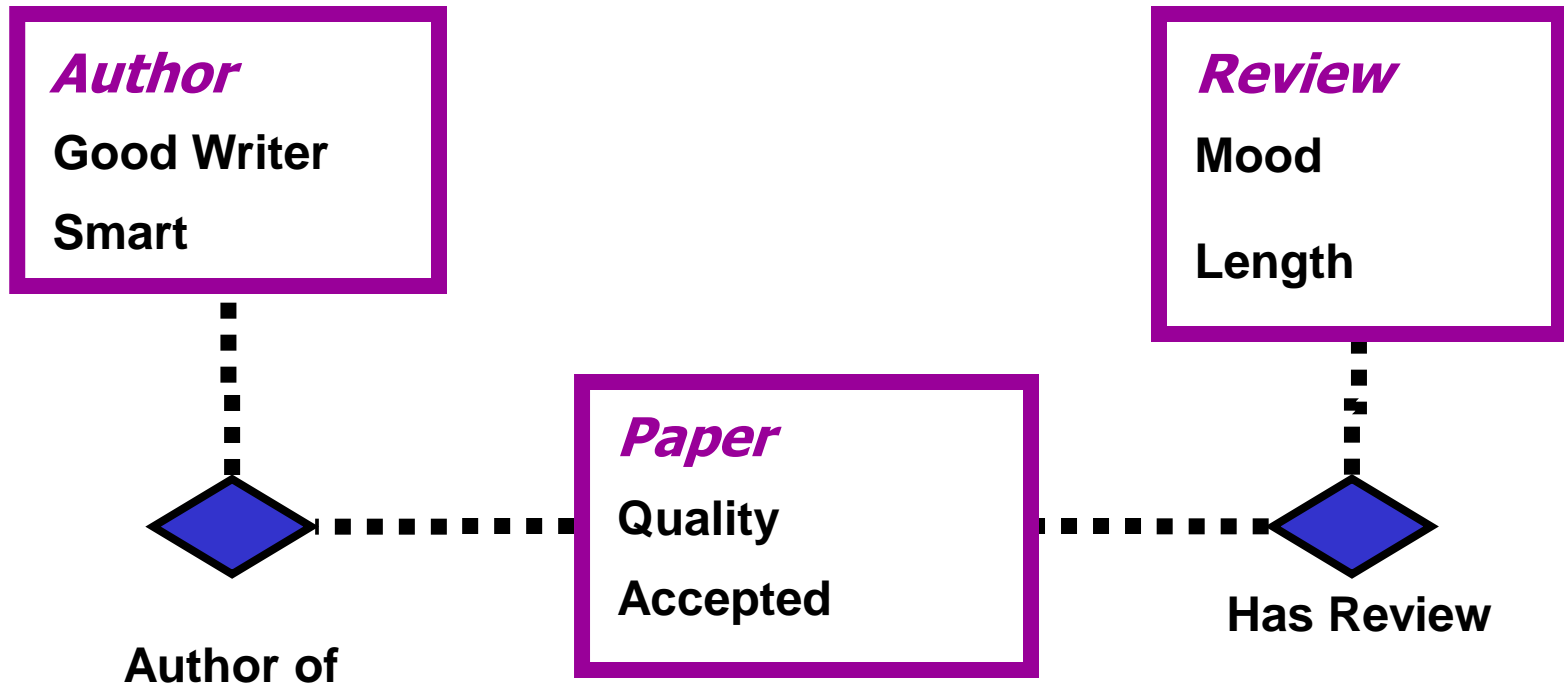 Author
Good Writer
Smart
Review
Mood
Length
Paper
Quality
Accepted
Author of
Has Review